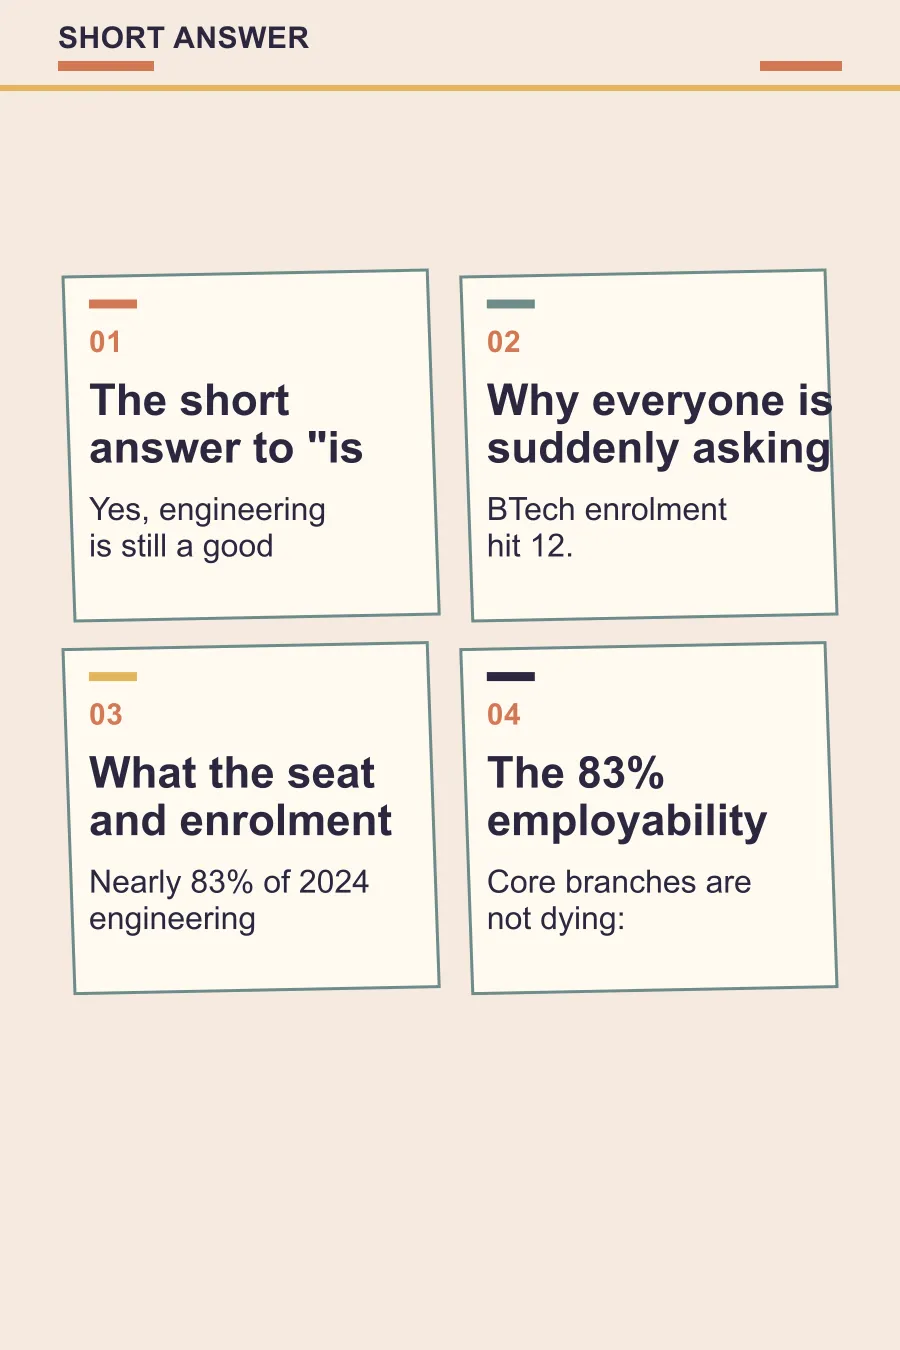 SHORT ANSWER
01
The short
answer to "is
Yes, engineering
is still a good
02
Why everyone is
suddenly asking
BTech enrolment
hit 12.
03
What the seat
and enrolment
Nearly 83% of 2024
engineering
04
The 83%
employability
Core branches are
not dying: